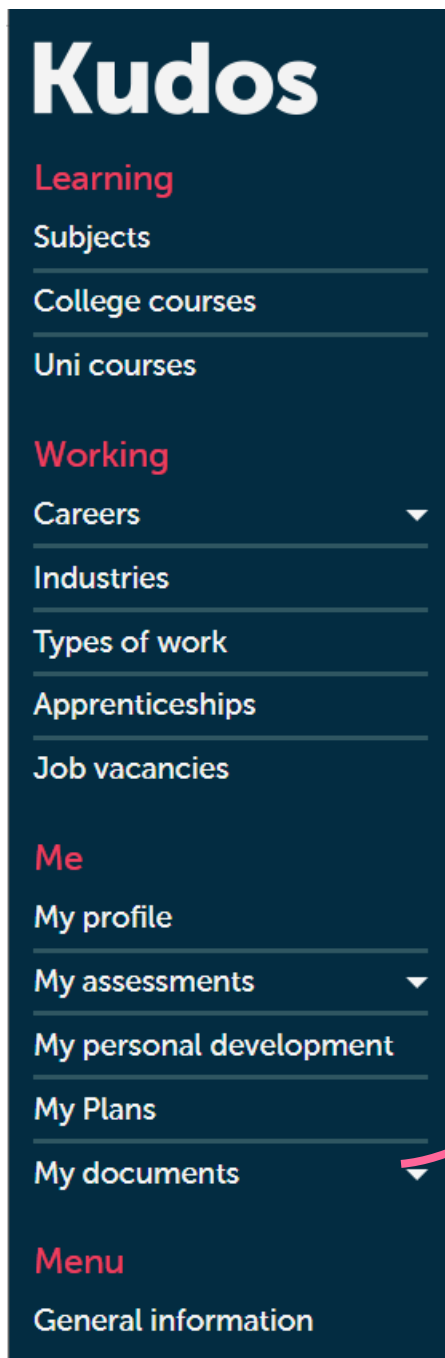 Kudos
Learning
Subjects
College courses
Uni courses
Working
Careers
Industries
Types of work
Apprenticeships
Job vacancies
Me
My profile
My assessments
My personal development
My Plans
My documents
Menu
General information